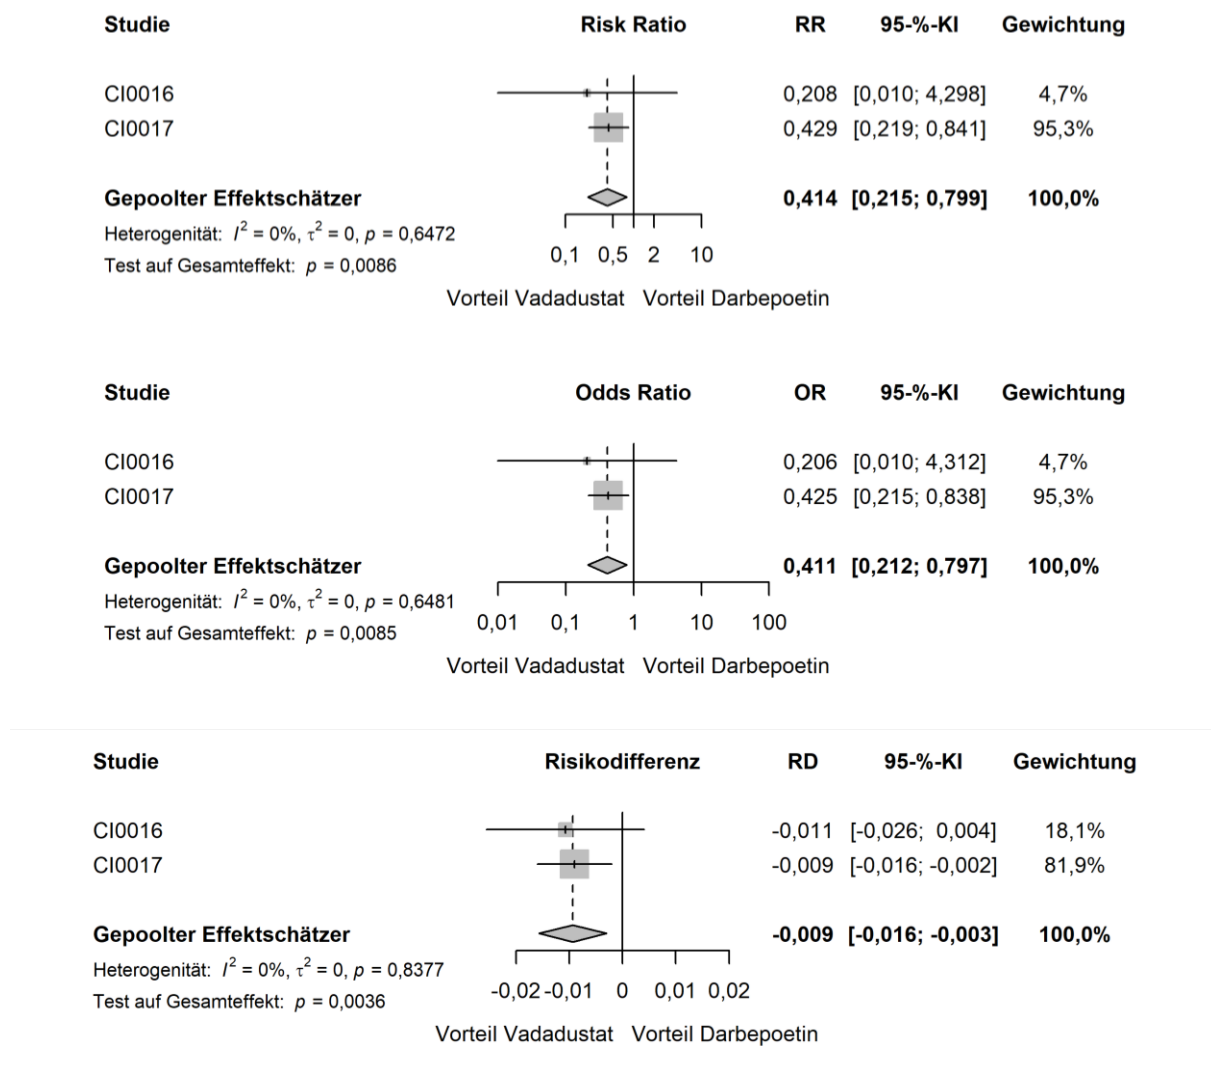 Studie Risk Ratio RR 95-%-KI Gewichtung
CI0016 0,208 [0,010; 4,298] 4,7%
CI0017 0,429 [0,219; 0,841] 95,3%
Gepoolter Effektschätzer 0,414 [0,215; 0,799] 100,0%
Heterogenität: I² = 0%, τ² = 0, p = 0,6472
Test auf Gesamteffekt: p = 0,0086
0,1 0,5 2 10
Vorteil Vadadustat Vorteil Darbepoetin
Studie Odds Ratio OR 95-%-KI Gewichtung
CI0016 0,206 [0,010; 4,312] 4,7%
CI0017 0,425 [0,215; 0,838] 95,3%
Gepoolter Effektschätzer 0,411 [0,212; 0,797] 100,0%
Heterogenität: I² = 0%, τ² = 0, p = 0,6481
Test auf Gesamteffekt: p = 0,0085
0,01 0,1 1 10 100
Vorteil Vadadustat Vorteil Darbepoetin
Studie Risikodifferenz RD 95-%-KI Gewichtung
CI0016 -0,011 [-0,026; 0,004] 18,1%
CI0017 -0,009 [-0,016; -0,002] 81,9%
Gepoolter Effektschätzer -0,009 [-0,016; -0,003] 100,0%
Heterogenität: I² = 0%, τ² = 0, p = 0,8377
Test auf Gesamteffekt: p = 0,0036
-0,02 -0,01 0 0,01 0,02
Vorteil Vadadustat Vorteil Darbepoetin